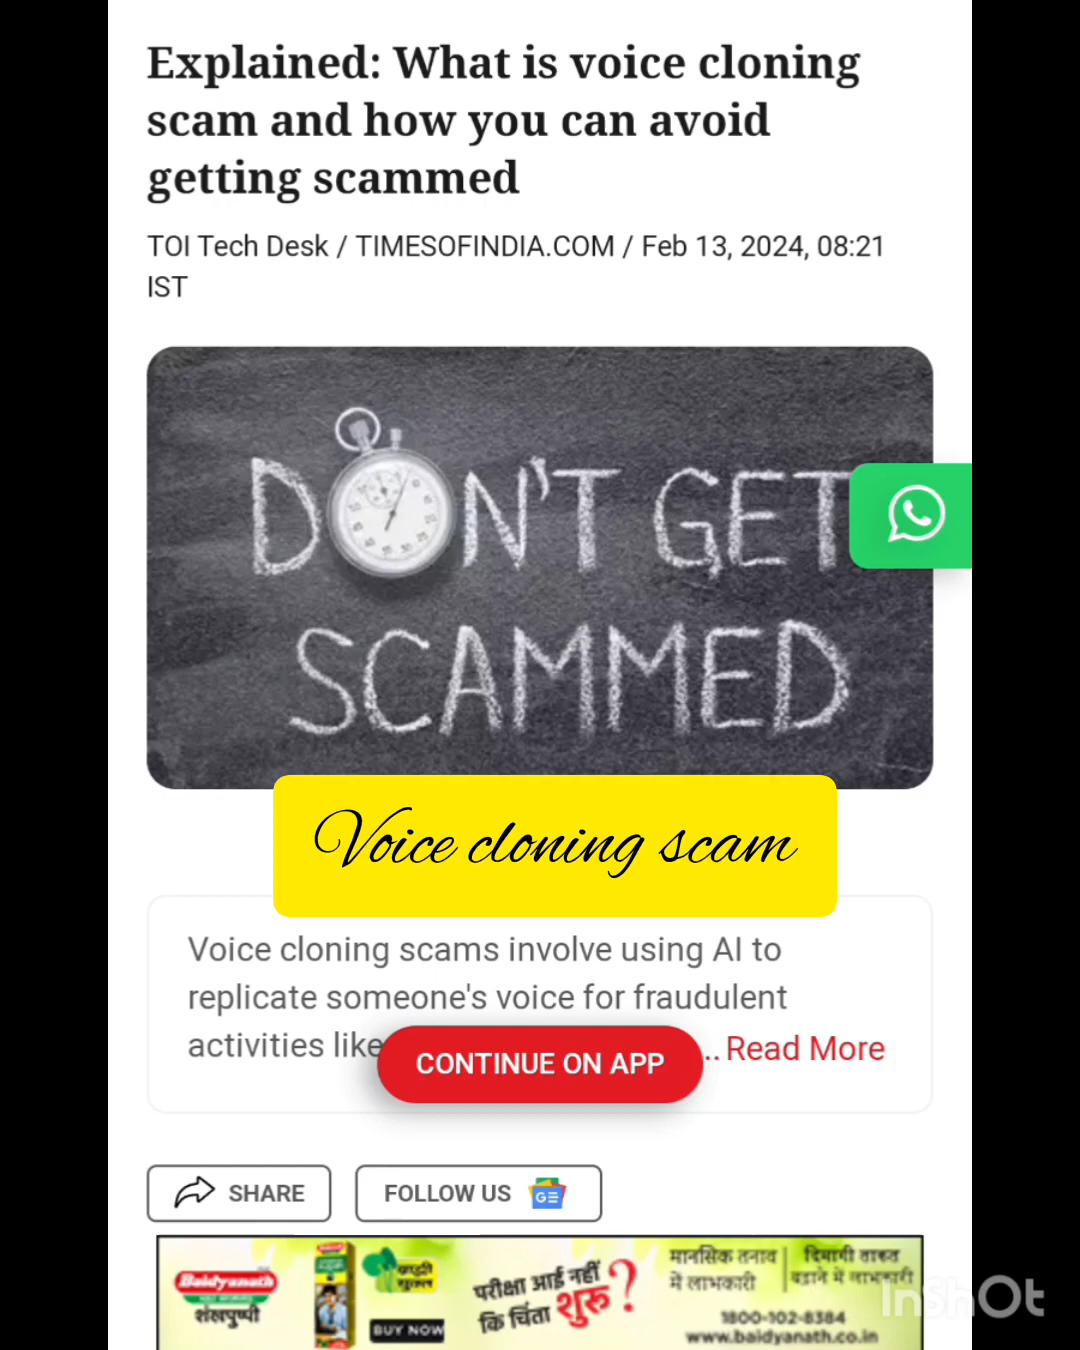 Explained: What is voice cloning
scam and how you can avoid
getting scammed
TOI Tech Desk / TIMESOFINDIA.COM / Feb 13, 2024, 08:21
IST
DON'T GET
SCAMMED
Voice cloning scam
Voice cloning scams involve using AI to
replicate someone's voice for fraudulent
activities like
.. Read More
CONTINUE ON APP
SHARE
FOLLOW US
GE
Baidyanath
शंखपुष्पी
BUY NOW
परीक्षा आई नहीं
कि चिंता शुरू?
मानसिक तनाव
में लाभकारी
दिमागी ताकत
बढ़ाने में लाभकारी
1800-102-8384
www.baidyanath.co.in
InShOt